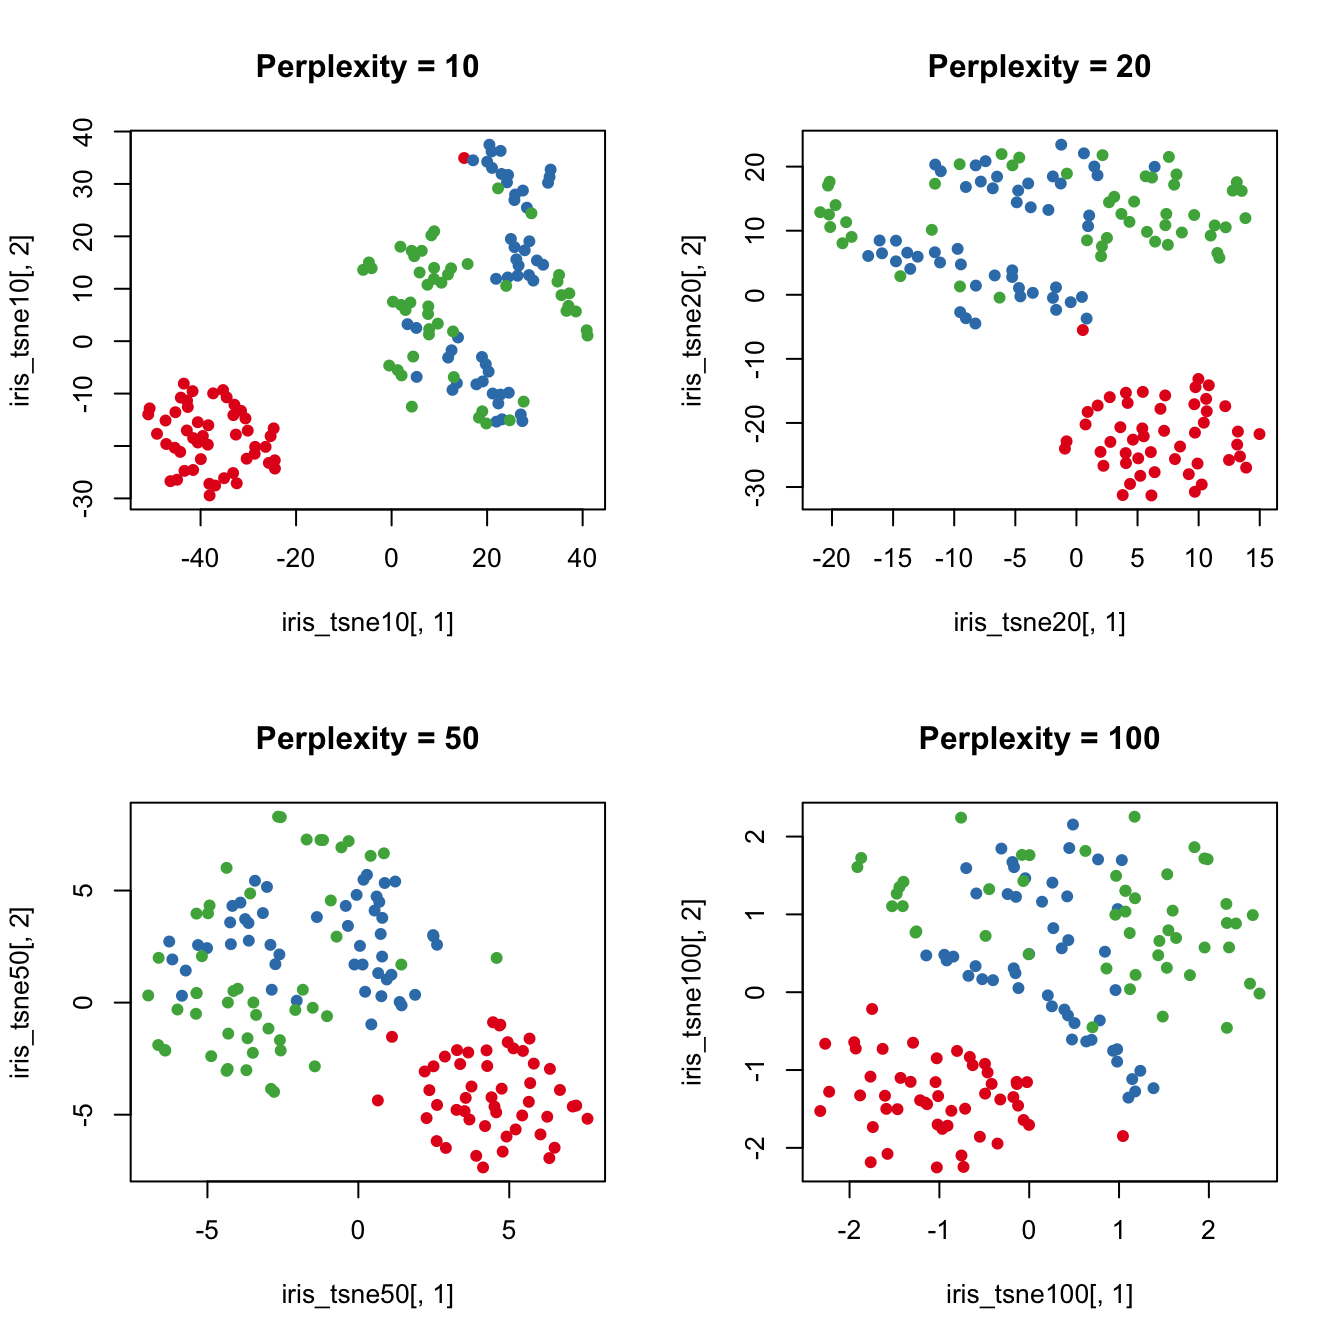 Perplexity = 10
iris_tsne10[, 2]
40
30
20
10
0
-10
-30
-40 -20 0 20 40
iris_tsne10[, 1]
Perplexity = 20
iris_tsne20[, 2]
20
10
0
-10
-20
-30
-20 -15 -10 -5 0 5 10 15
iris_tsne20[, 1]
Perplexity = 50
iris_tsne50[, 2]
5
0
-5
-5 0 5
iris_tsne50[, 1]
Perplexity = 100
iris_tsne100[, 2]
2
1
0
-1
-2
-2 -1 0 1 2
iris_tsne100[, 1]